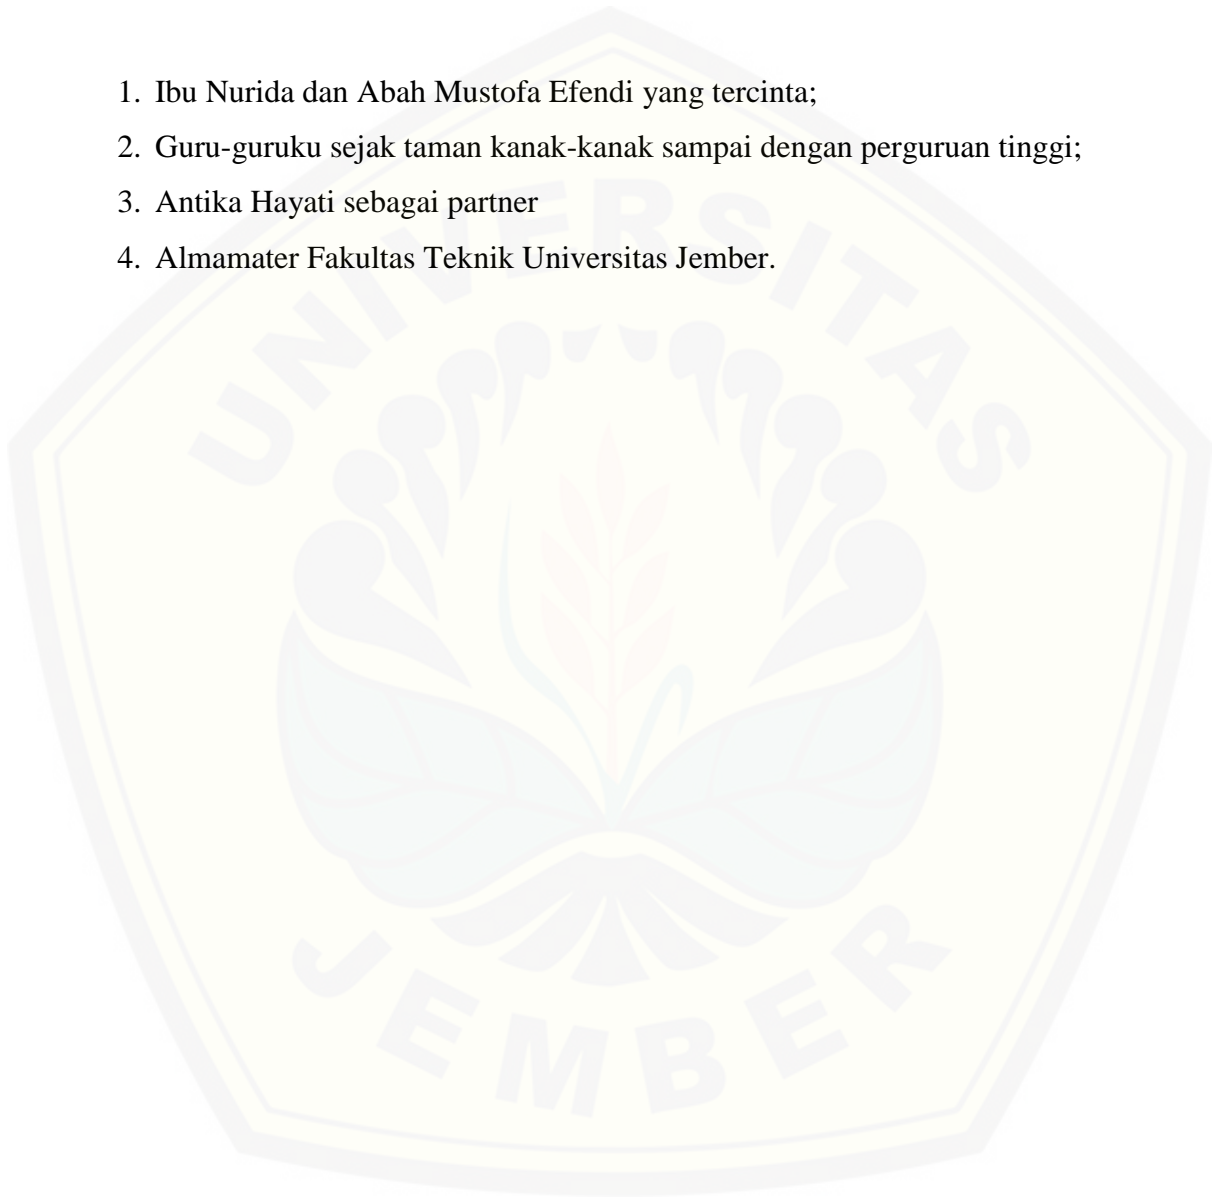 1. Ibu Nurida dan Abah Mustofa Efendi yang tercinta;
2. Guru-guruku sejak taman kanak-kanak sampai dengan perguruan tinggi;
3. Antika Hayati sebagai partner
4. Almamater Fakultas Teknik Universitas Jember.
UNIVERSITAS
JEMBER